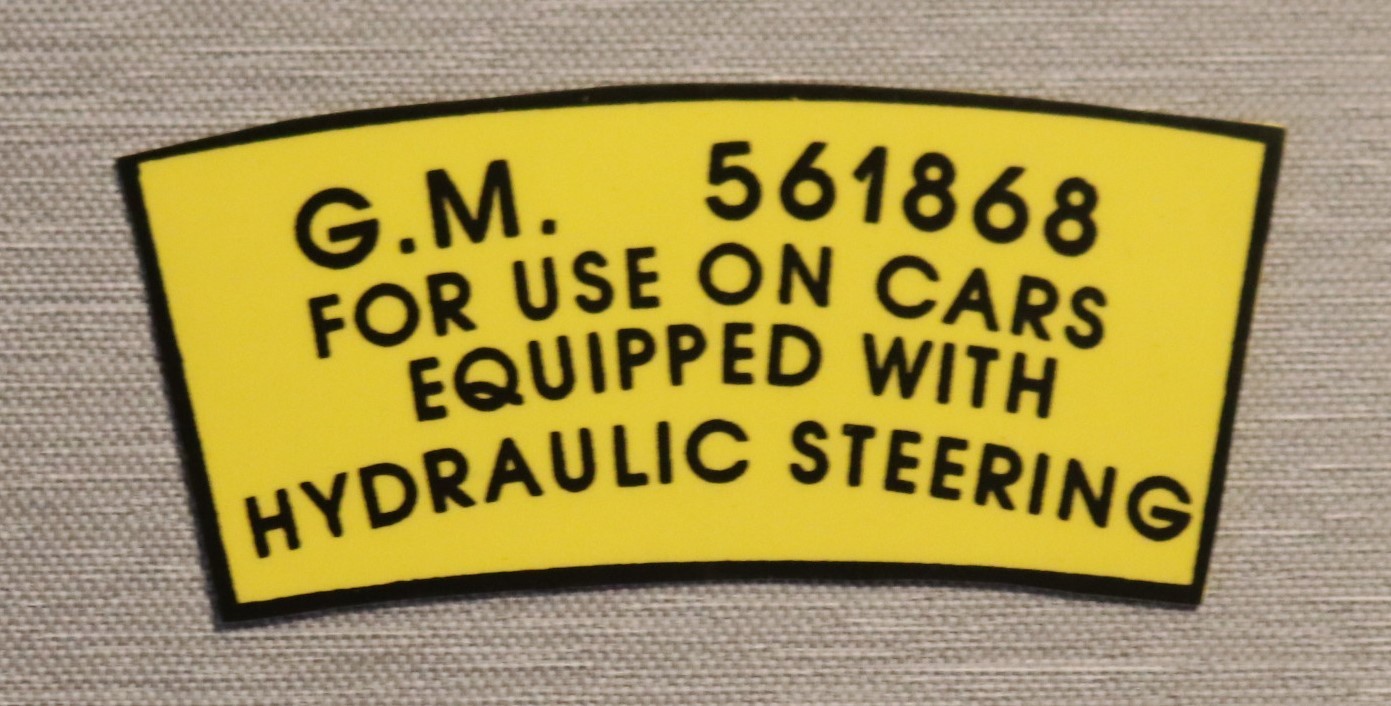 G.M. 561868
FOR USE ON CARS
EQUIPPED WITH
HYDRAULIC STEERING